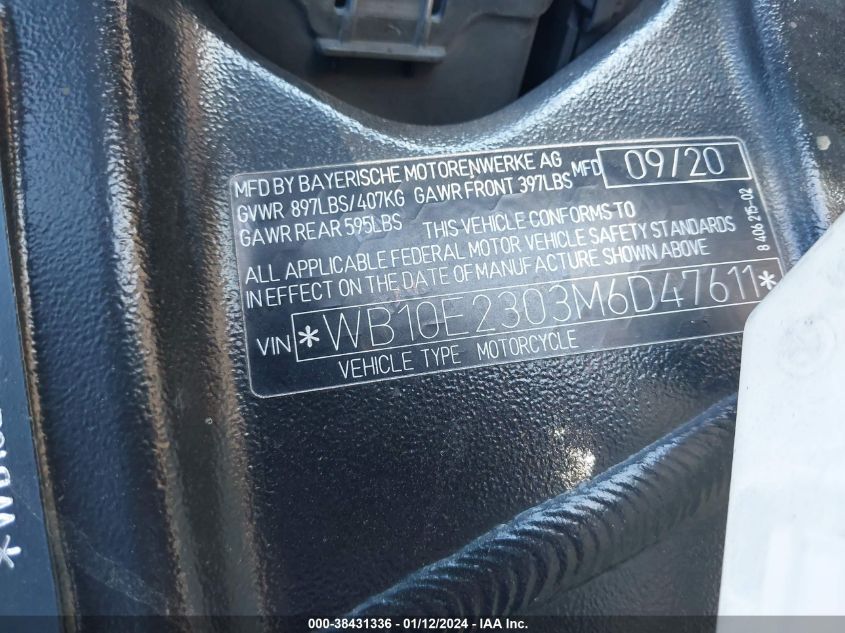 MFD BY BAYERISCHE MOTORENWERKE AG MFD 09/20
GVWR 897LBS/407KG GAWR FRONT 397LBS
GAWR REAR 595LBS THIS VEHICLE CONFORMS TO
ALL APPLICABLE FEDERAL MOTOR VEHICLE SAFETY STANDARDS
IN EFFECT ON THE DATE OF MANUFACTURE SHOWN ABOVE
VIN *WB10E2303M6D47611*
VEHICLE TYPE MOTORCYCLE
8 406 215-02
000-38431336 - 01/12/2024 - IAA Inc.